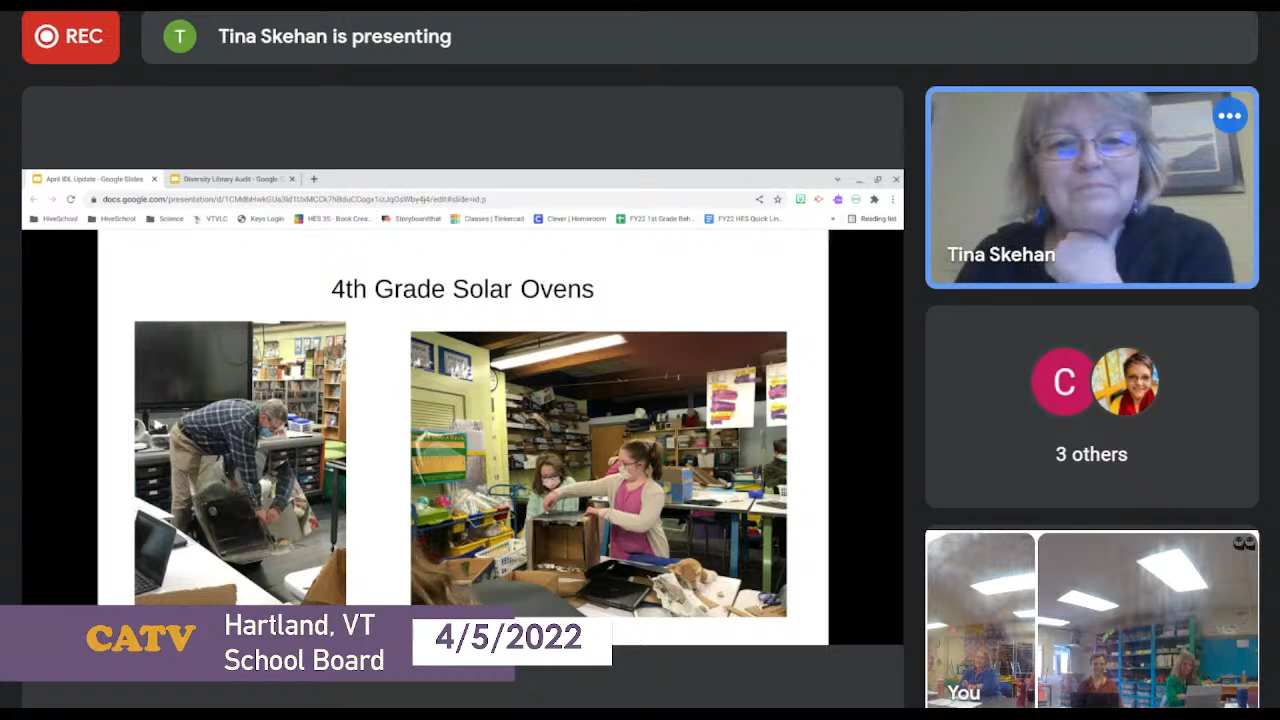 REC
T
Tina Skehan is presenting
April IDL Update - Google Slides
Diversity Library Audit - Google S
HiveSchool
HiveSchool
Science
VTVLC
Keys Login
HES 3S - Book Crea...
Storyboardthat
Classes | Tinkercad
Clever | Homeroom
FY22 1st Grade Beh...
FY22 HES Quick Lin...
Reading list
4th Grade Solar Ovens
Tina Skehan
C
3 others
You
CATV
Hartland, VT
School Board
4/5/2022